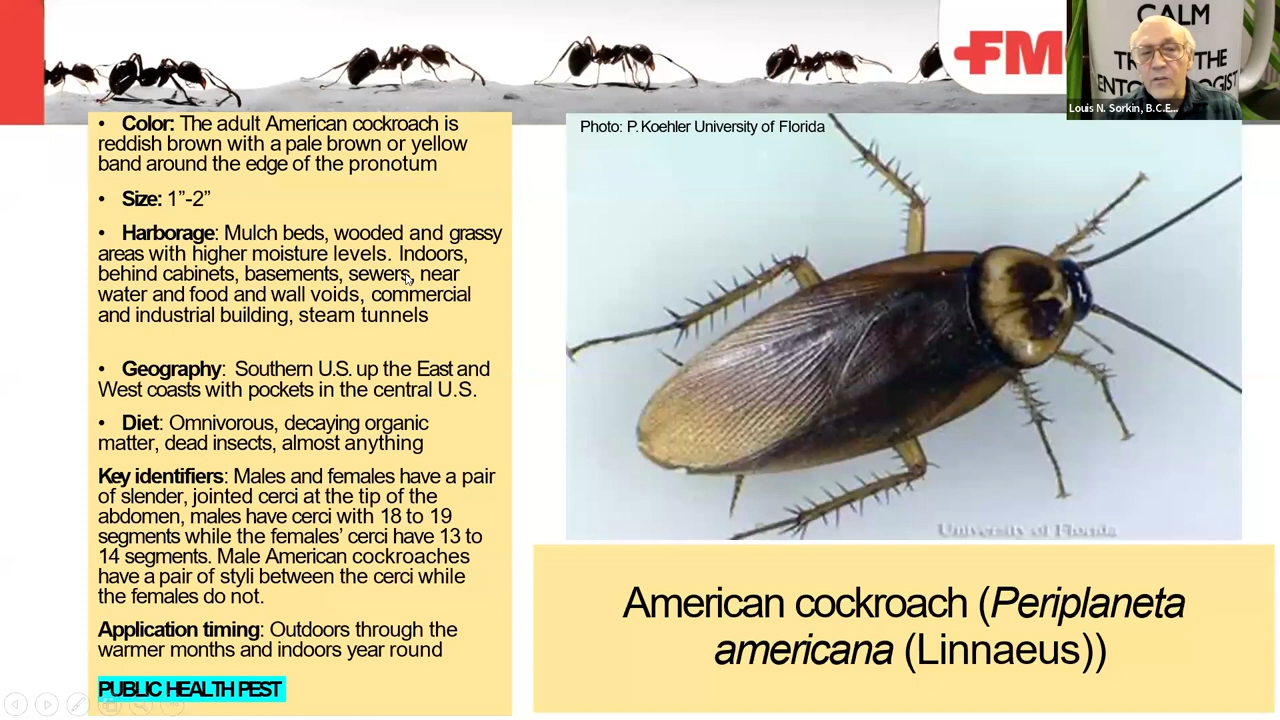 FM
CALM
TR THE
ENTO OLOGIST
Louis N. Sorkin, B.C.E...
• Color: The adult American cockroach is
reddish brown with a pale brown or yellow
band around the edge of the pronotum
• Size: 1”-2”
• Harborage: Mulch beds, wooded and grassy
areas with higher moisture levels. Indoors,
behind cabinets, basements, sewers, near
water and food and wall voids, commercial
and industrial building, steam tunnels
• Geography: Southern U.S. up the East and
West coasts with pockets in the central U.S.
• Diet: Omnivorous, decaying organic
matter, dead insects, almost anything
Key identifiers: Males and females have a pair
of slender, jointed cerci at the tip of the
abdomen, males have cerci with 18 to 19
segments while the females’ cerci have 13 to
14 segments. Male American cockroaches
have a pair of styli between the cerci while
the females do not.
Application timing: Outdoors through the
warmer months and indoors year round
PUBLIC HEALTH PEST
Photo: P. Koehler University of Florida
University of Florida
American cockroach (Periplaneta
americana (Linnaeus))